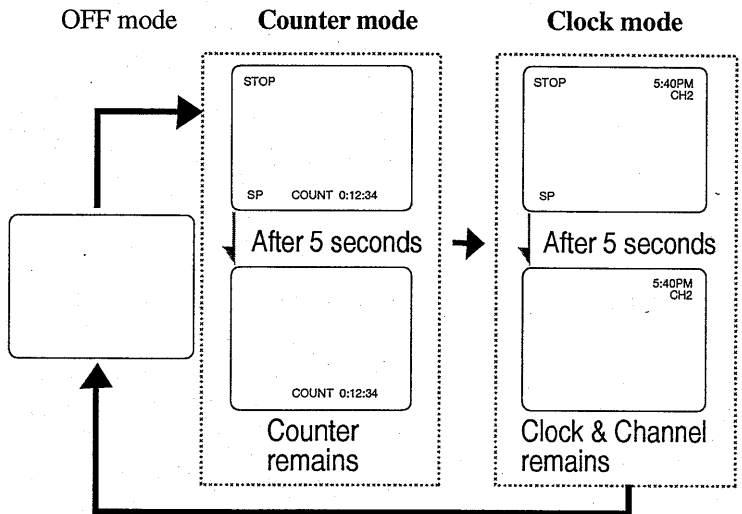 OFF mode
Counter mode
Clock mode
STOP
SP COUNT 0:12:34
After 5 seconds
COUNT 0:12:34
Counter
remains
STOP 5:40PM
CH2
SP
After 5 seconds
5:40PM
CH2
Clock & Channel
remains